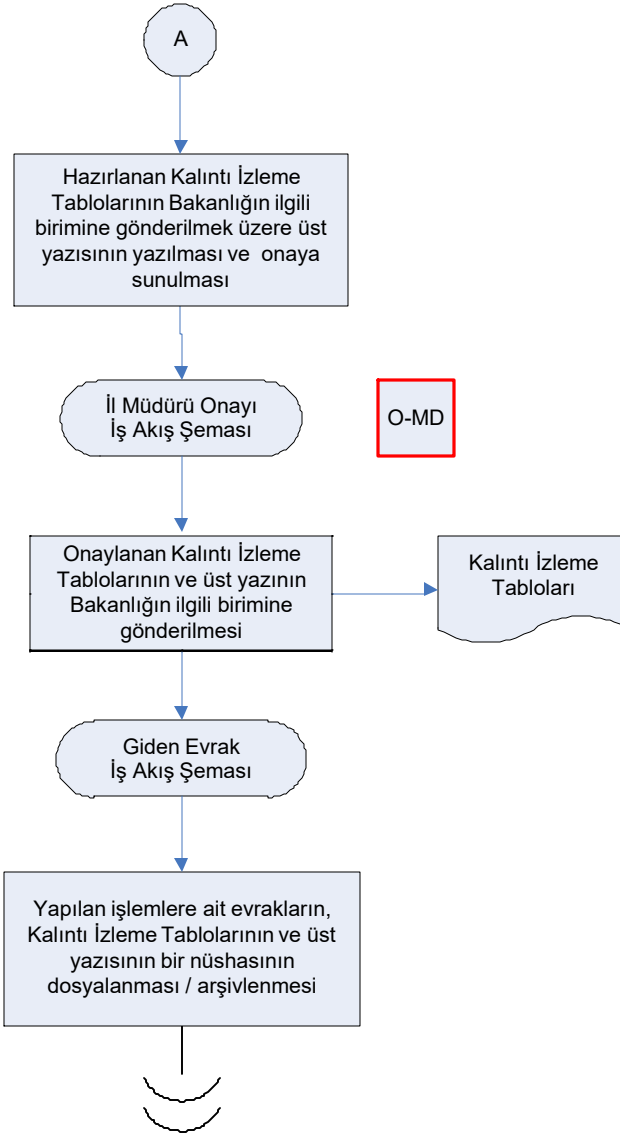 A
Hazırlanan Kalıntı İzleme
Tablolarının Bakanlığın ilgili
birimine gönderilmek üzere üst
yazısının yazılması ve onaya
sunulması
İl Müdürü Onayı
İş Akış Şeması
O-MD
Onaylanan Kalıntı İzleme
Tablolarının ve üst yazının
Bakanlığın ilgili birimine
gönderilmesi
Kalıntı İzleme
Tabloları
Giden Evrak
İş Akış Şeması
Yapılan işlemlere ait evrakların,
Kalıntı İzleme Tablolarının ve üst
yazısının bir nüshasının
dosyalanması / arşivlenmesi